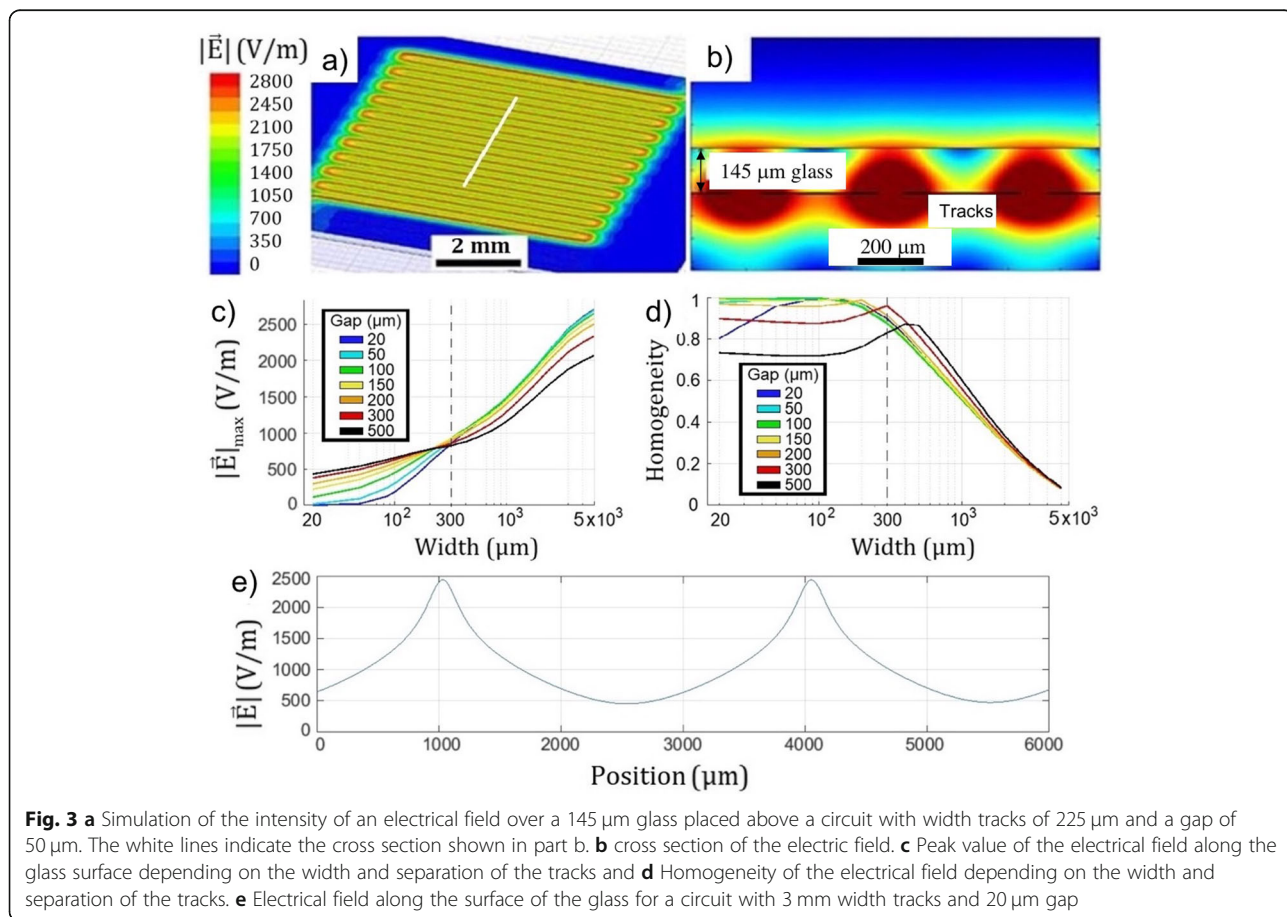 |E⃗| (V/m)
2800
2450
2100
1750
1400
1050
700
350
0
a)
2 mm
b)
145 µm glass
Tracks
200 µm
c)
|E⃗|max (V/m)
2500
2000
1500
1000
500
0
Gap (µm)
20
50
100
150
200
300
500
20 10² 300 10³ 5x10³
Width (µm)
d)
Homogeneity
1
0.8
0.6
0.4
0.2
0
Gap (µm)
20
50
100
150
200
300
500
20 10² 300 10³ 5x10³
Width (µm)
e)
|E⃗| (V/m)
2500
2000
1500
1000
500
0
0 1000 2000 3000 4000 5000 6000
Position (µm)
Fig. 3 a Simulation of the intensity of an electrical field over a 145 µm glass placed above a circuit with width tracks of 225 µm and a gap of
50 µm. The white lines indicate the cross section shown in part b. b cross section of the electric field. c Peak value of the electrical field along the
glass surface depending on the width and separation of the tracks and d Homogeneity of the electrical field depending on the width and
separation of the tracks. e Electrical field along the surface of the glass for a circuit with 3 mm width tracks and 20 µm gap